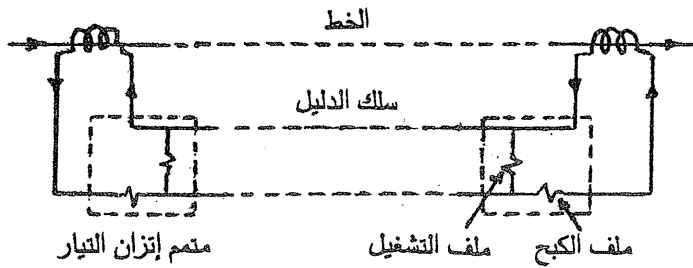 الخط
سلك الدليل
متمم إتزان التيار
ملف التشغيل
ملف الكبح